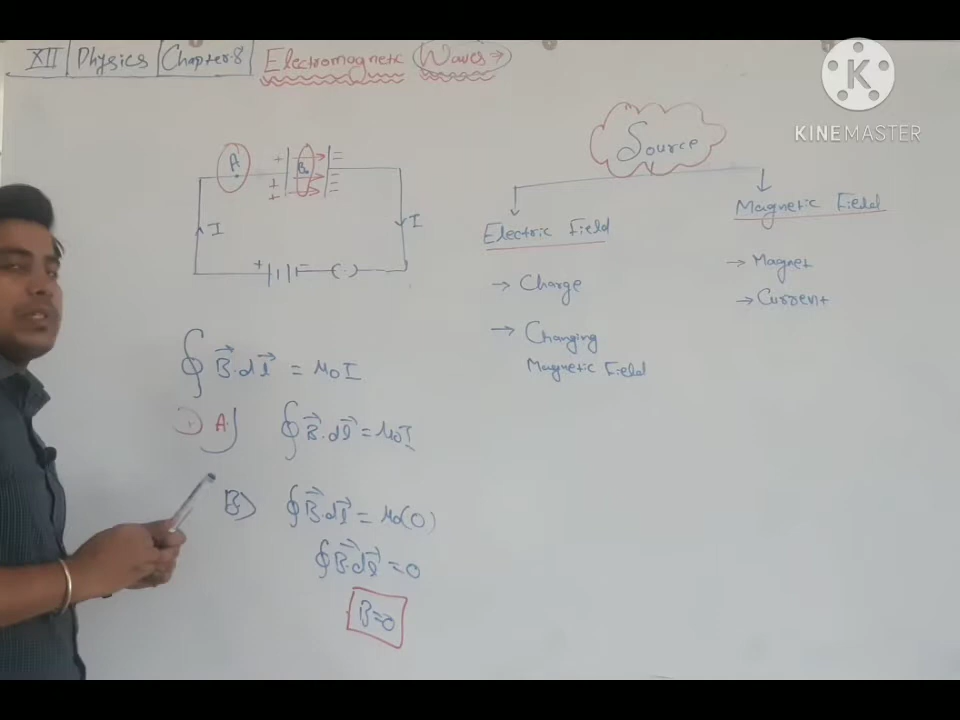 XII | Physics | Chapter-8 | Electromagnetic Waves →
K
KINEMASTER
Source
Electric Field
→ Charge
→ Changing
Magnetic Field
Magnetic Field
→ Magnet
→ Current
A
+
+
+
B
I
I
+
-
(·)
∮ B⃗.dl⃗ = μ0I
A) ∮ B⃗.dl⃗ = μ0I
B) ∮ B⃗.dl⃗ = μ0(0)
∮ B⃗.dl⃗ = 0
B=0